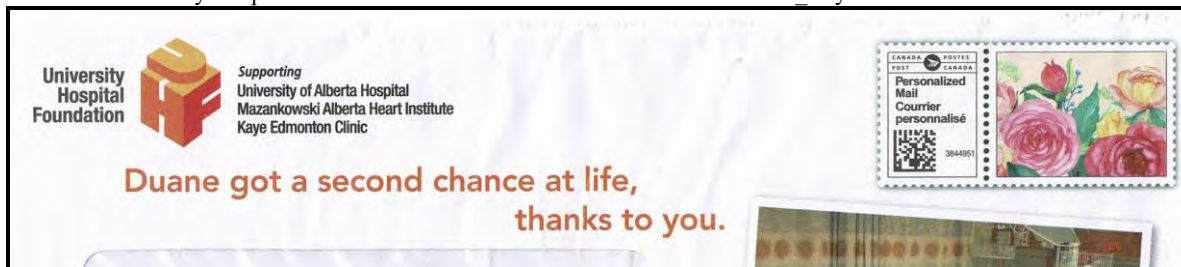 University
Hospital
Foundation
UHF
Supporting
University of Alberta Hospital
Mazankowski Alberta Heart Institute
Kaye Edmonton Clinic
CANADA POSTES
POST CANADA
Personalized
Mail
Courrier
personnalisé
3844951
Duane got a second chance at life,
thanks to you.